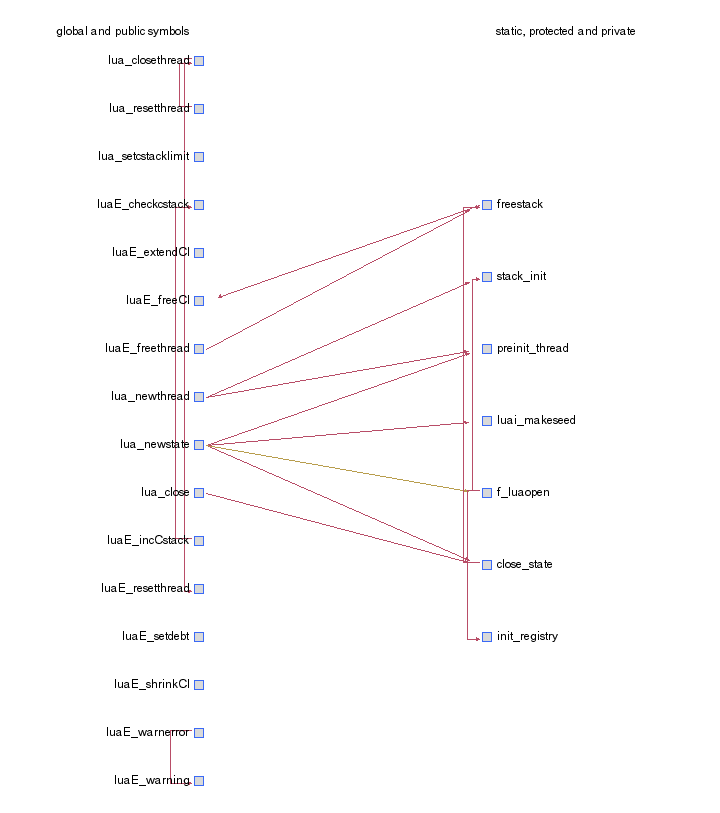 global and public symbols
static, protected and private
lua_closethread
lua_resetthread
lua_setcstacklimit
luaE_checkcstack
luaE_extendCI
luaE_freeCI
luaE_freethread
lua_newthread
lua_newstate
lua_close
luaE_incCstack
luaE_resetthread
luaE_setdebt
luaE_shrinkCI
luaE_warnerror
luaE_warning
freestack
stack_init
preinit_thread
luai_makeseed
f_luaopen
close_state
init_registry